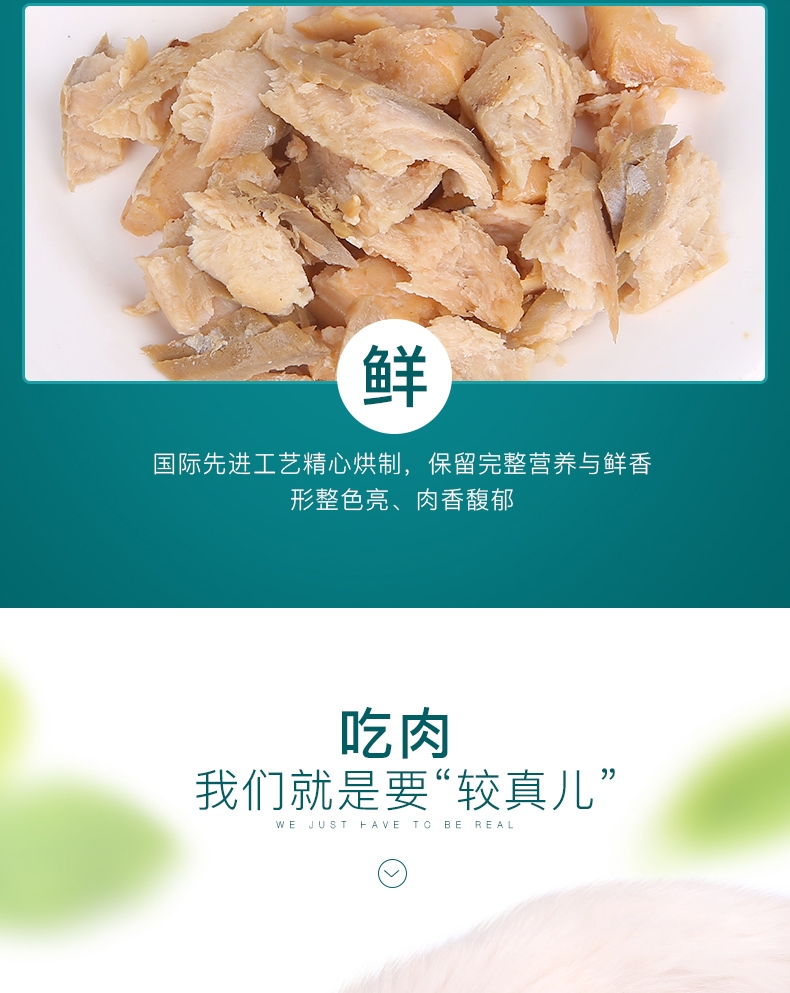 鲜
国际先进工艺精心烘制，保留完整营养与鲜香
形整色亮、肉香馥郁
吃肉
我们就是要“较真儿”
WE JUST HAVE TO BE REAL